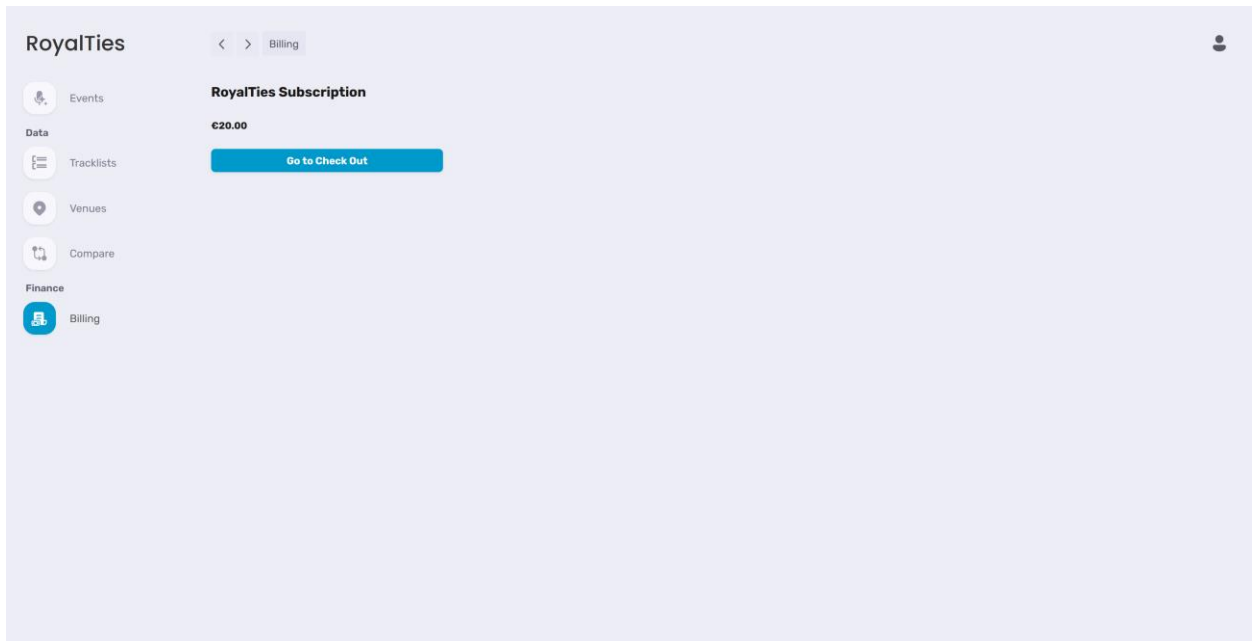 RoyalTies
Billing
Events
Data
Tracklists
Venues
Compare
Finance
Billing
RoyalTies Subscription
€20.00
Go to Check Out